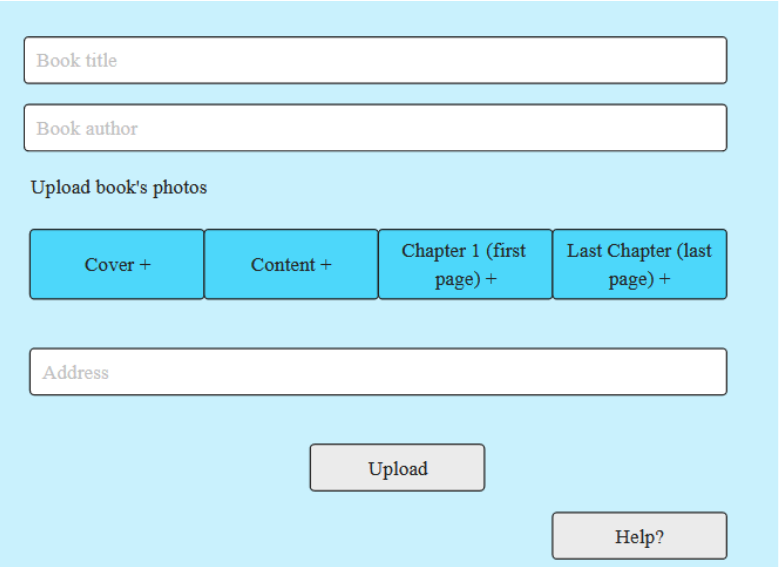 Book title
Book author
Upload book's photos
Cover +
Content +
Chapter 1 (first
page) +
Last Chapter (last
page) +
Address
Upload
Help?